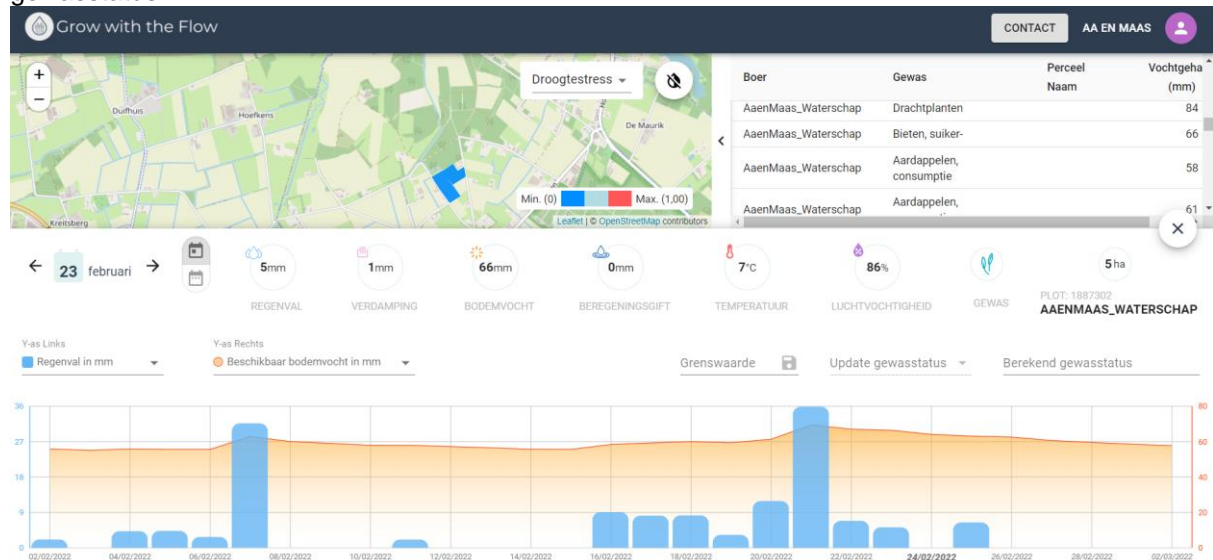 Grow with the Flow
CONTACT
AA EN MAAS
+
−
Duifhuis
Hoefkens
De Maurik
Kreitsberg
Droogtestress
Min. (0)
Max. (1,00)
Leaflet | © OpenStreetMap contributors
Boer Gewas Perceel Naam Vochtgeha (mm)
AaenMaas_Waterschap Drachtplanten 84
AaenMaas_Waterschap Bieten, suiker- 66
AaenMaas_Waterschap Aardappelen, consumptie 58
AaenMaas_Waterschap Aardappelen, 61
23 februari
5mm
REGENVAL
1mm
VERDAMPING
66mm
BODEMVOCHT
0mm
BEREGENINGSGIFT
7°C
TEMPERATUUR
86%
LUCHTVOCHTIGHEID
GEWAS
5 ha
PLOT: 1887302
AAENMAAS_WATERSCHAP
Y-as Links
Regenval in mm
Y-as Rechts
Beschikbaar bodemvocht in mm
Grenswaarde
Update gewasstatus
Berekend gewasstatus
36
27
18
9
0
80
60
40
20
0
02/02/2022 04/02/2022 06/02/2022 08/02/2022 10/02/2022 12/02/2022 14/02/2022 16/02/2022 18/02/2022 20/02/2022 22/02/2022 24/02/2022 26/02/2022 28/02/2022 02/03/2022